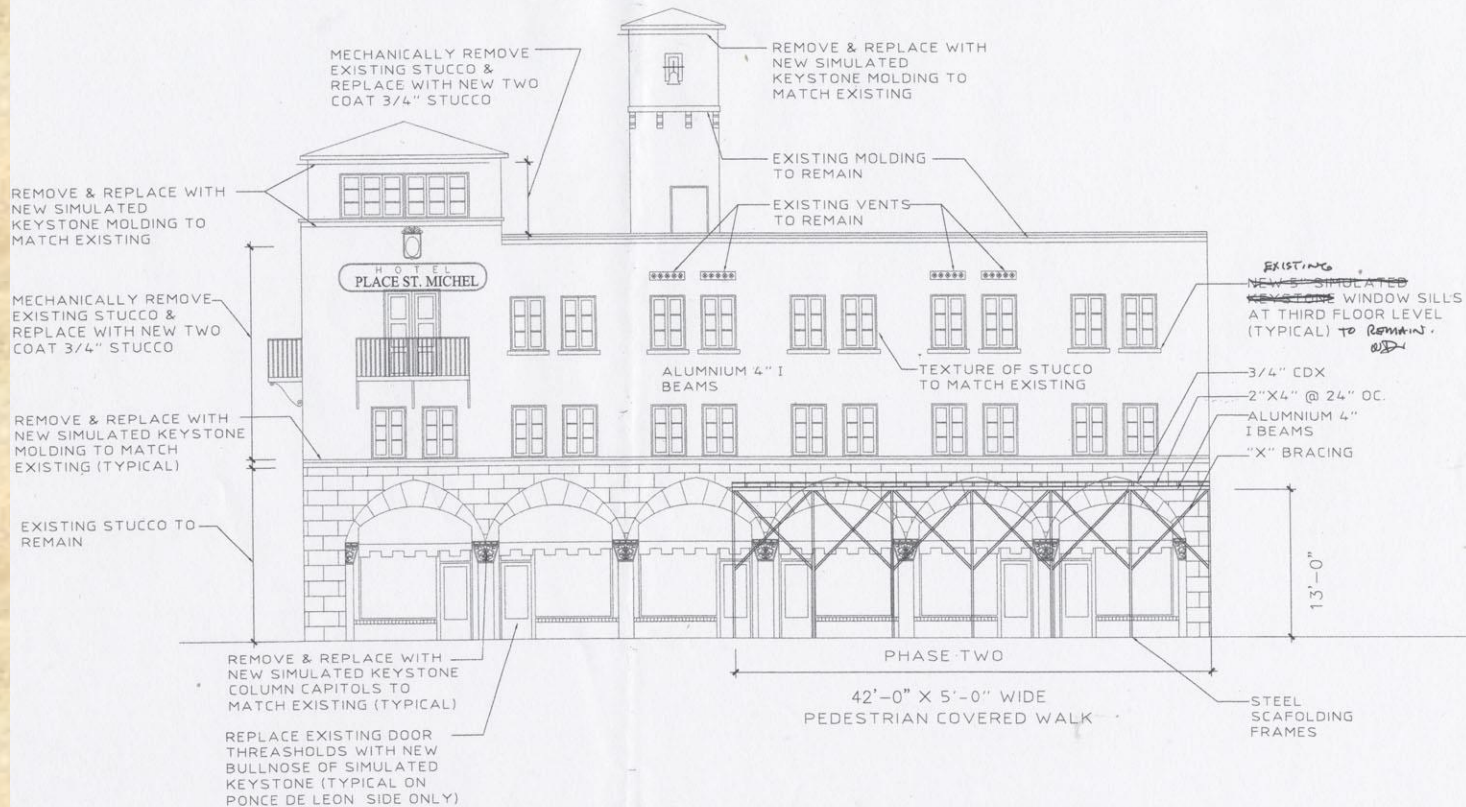 MECHANICALLY REMOVE
EXISTING STUCCO &
REPLACE WITH NEW TWO
COAT 3/4" STUCCO
REMOVE & REPLACE WITH
NEW SIMULATED
KEYSTONE MOLDING TO
MATCH EXISTING
EXISTING MOLDING
TO REMAIN
EXISTING VENTS
TO REMAIN
REMOVE & REPLACE WITH
NEW SIMULATED
KEYSTONE MOLDING TO
MATCH EXISTING
HOTEL
PLACE ST. MICHEL
MECHANICALLY REMOVE
EXISTING STUCCO &
REPLACE WITH NEW TWO
COAT 3/4" STUCCO
EXISTING
NEW 5" SIMULATED
KEYSTONE WINDOW SILLS
AT THIRD FLOOR LEVEL
(TYPICAL) TO REMAIN.
ALUMNIUM 4" I
BEAMS
TEXTURE OF STUCCO
TO MATCH EXISTING
3/4" CDX
2"X4" @ 24" OC.
ALUMNIUM 4"
I BEAMS
"X" BRACING
REMOVE & REPLACE WITH
NEW SIMULATED KEYSTONE
MOLDING TO MATCH
EXISTING (TYPICAL)
EXISTING STUCCO TO
REMAIN
13'-0"
REMOVE & REPLACE WITH
NEW SIMULATED KEYSTONE
COLUMN CAPITOLS TO
MATCH EXISTING (TYPICAL)
REPLACE EXISTING DOOR
THREASHOLDS WITH NEW
BULLNOSE OF SIMULATED
KEYSTONE (TYPICAL ON
PONCE DE LEON SIDE ONLY)
PHASE TWO
42'-0" X 5'-0" WIDE
PEDESTRIAN COVERED WALK
STEEL
SCAFOLDING
FRAMES